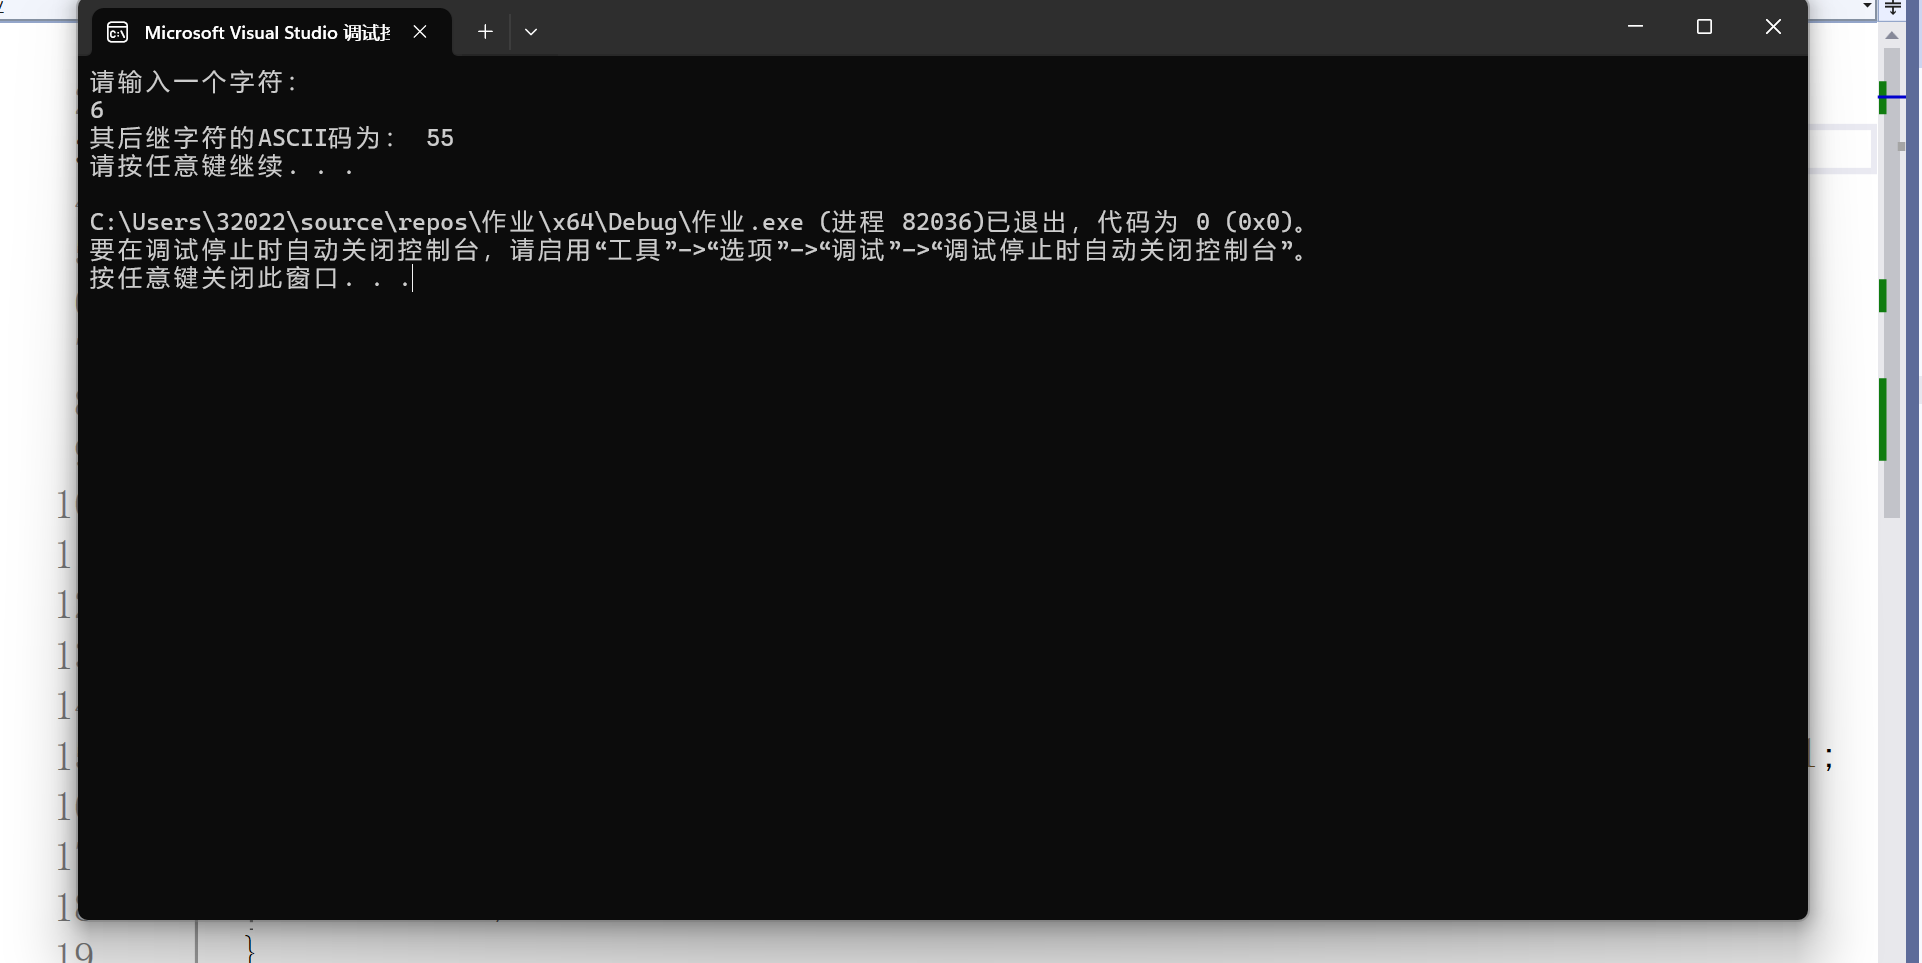 Microsoft Visual Studio 调试
请输入一个字符：
6
其后继字符的ASCII码为： 55
请按任意键继续. . .
C:\Users\32022\source\repos\作业\x64\Debug\作业.exe (进程 82036)已退出，代码为 0 (0x0)。
要在调试停止时自动关闭控制台，请启用“工具”->“选项”->“调试”->“调试停止时自动关闭控制台”。
按任意键关闭此窗口. . .
;
19 }